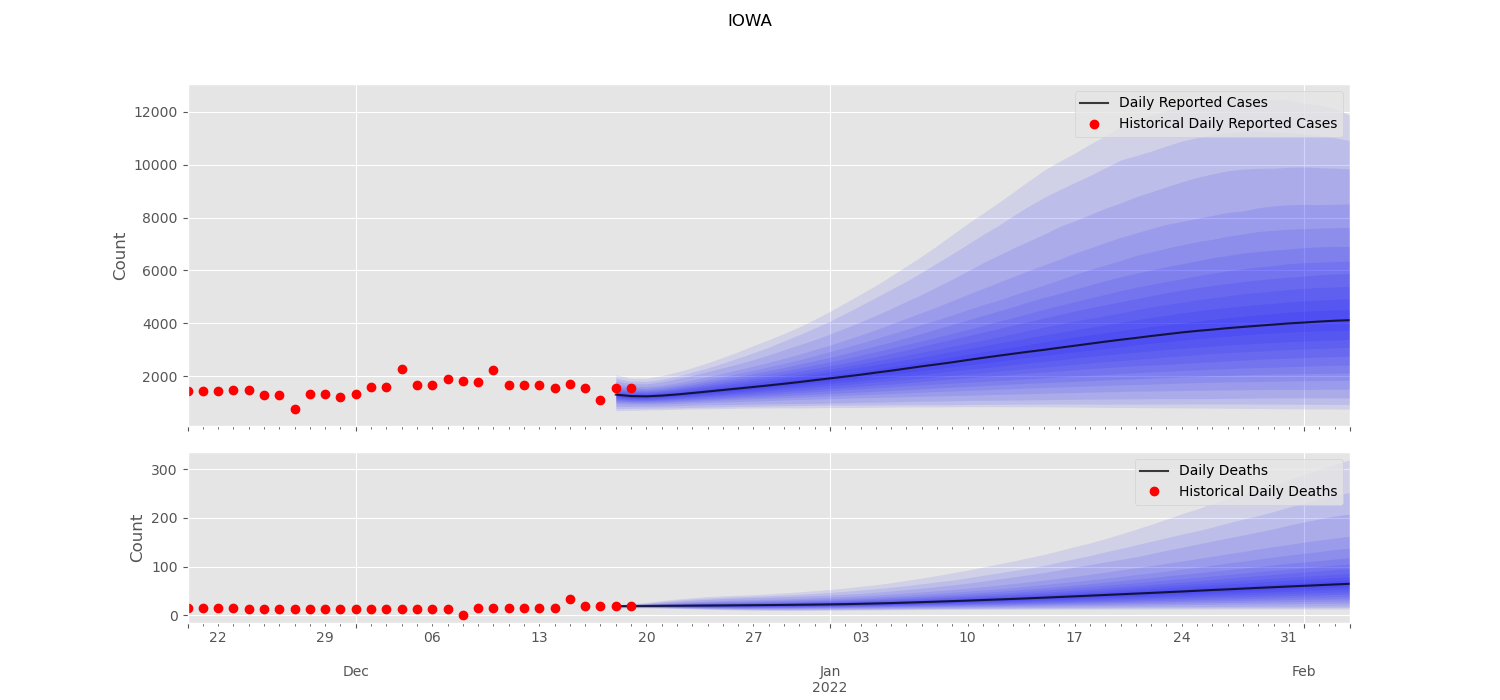 IOWA
12000
10000
8000
6000
4000
2000
Count
Daily Reported Cases
Historical Daily Reported Cases
300
200
100
0
Count
Daily Deaths
Historical Daily Deaths
22 29 06 13 20 27 03 10 17 24 31
Dec Jan Feb
2022